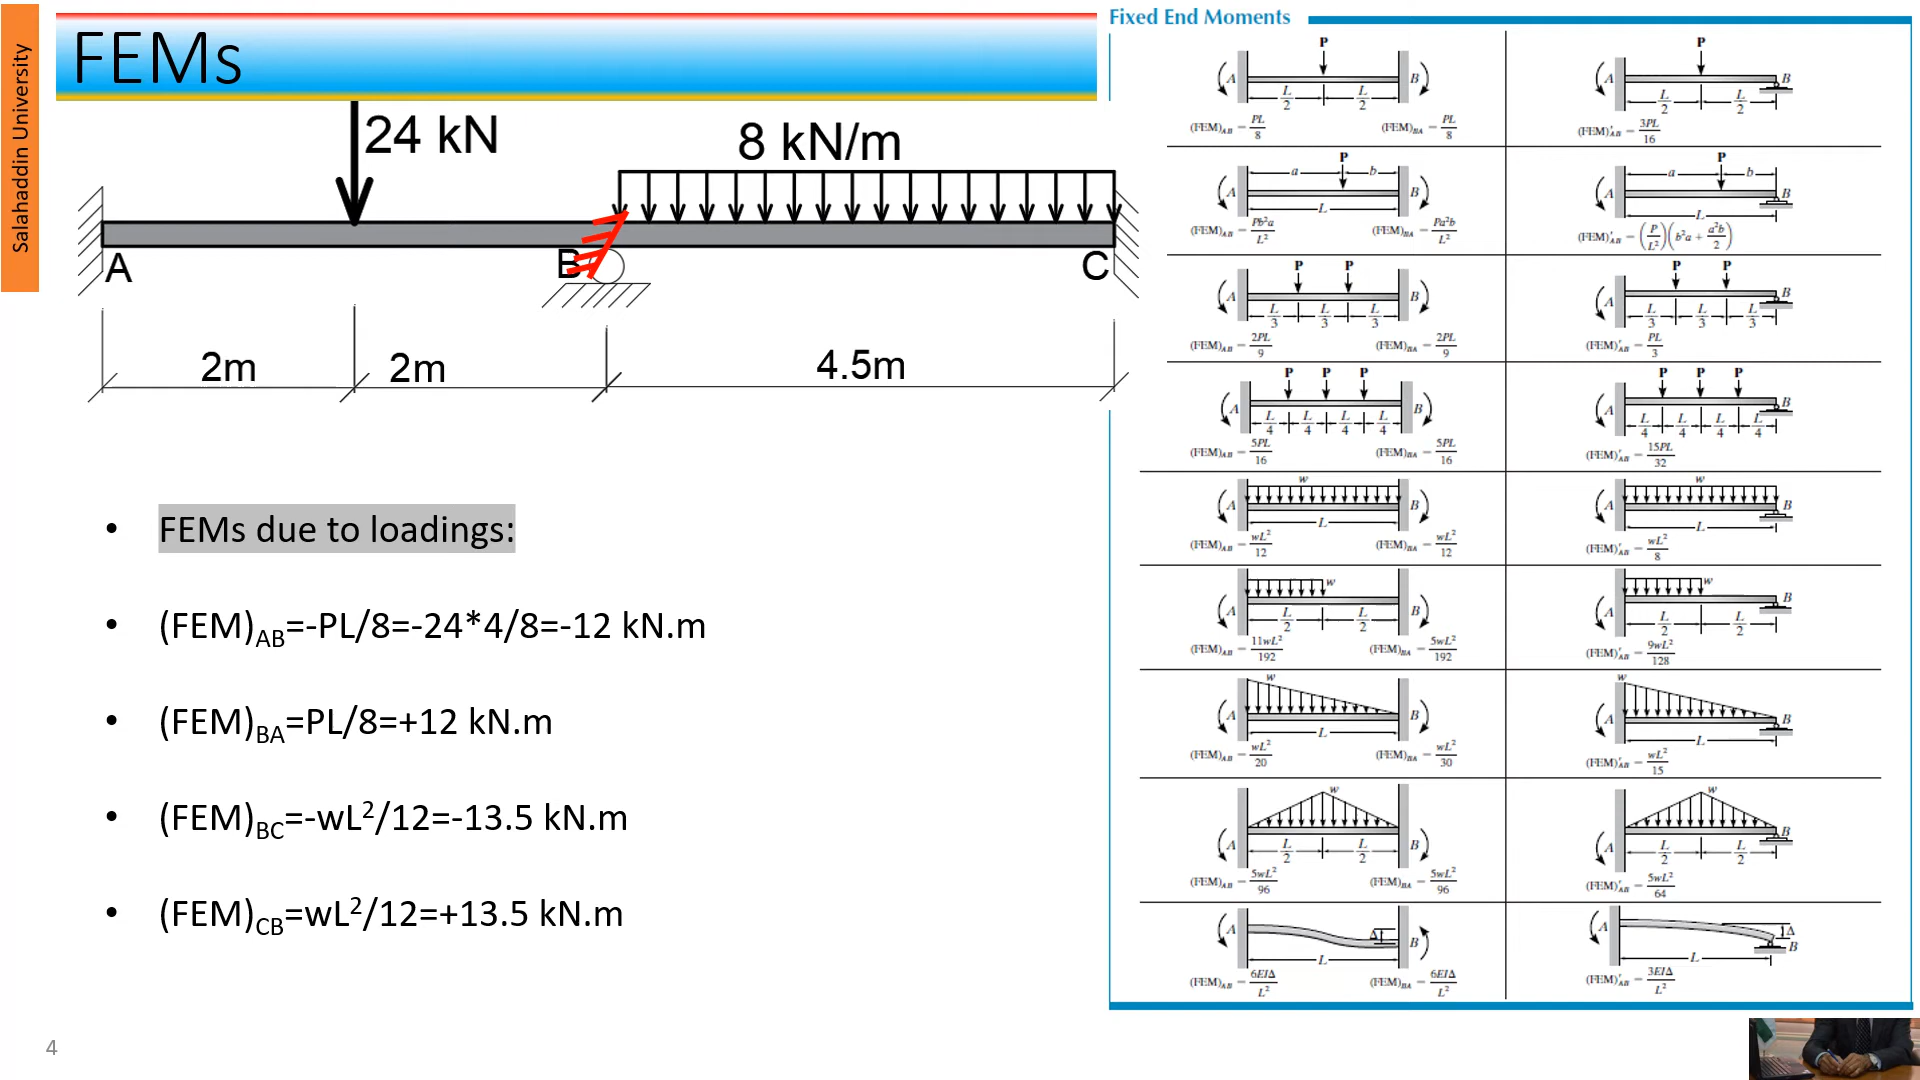 Salahaddin University
FEMs
24 kN
8 kN/m
A
B
C
2m
2m
4.5m
• FEMs due to loadings:
• (FEM)AB=-PL/8=-24*4/8=-12 kN.m
• (FEM)BA=PL/8=+12 kN.m
• (FEM)BC=-wL²/12=-13.5 kN.m
• (FEM)CB=wL²/12=+13.5 kN.m
4
Fixed End Moments
P
A
B
L/2 L/2
(FEM)AB = PL/8 (FEM)BA = PL/8
P
A
B
L/2 L/2
(FEM)′AB = 3PL/16
P
a b
A
B
L
(FEM)AB = Pb²a/L² (FEM)BA = Pa²b/L²
P
a b
A
B
L
(FEM)′AB = (P/L²)(b²a + a²b/2)
P P
A
B
L/3 L/3 L/3
(FEM)AB = 2PL/9 (FEM)BA = 2PL/9
P P
A
B
L/3 L/3 L/3
(FEM)′AB = PL/3
P P P
A
B
L/4 L/4 L/4 L/4
(FEM)AB = 5PL/16 (FEM)BA = 5PL/16
P P P
A
B
L/4 L/4 L/4 L/4
(FEM)′AB = 15PL/32
w
A
B
L
(FEM)AB = wL²/12 (FEM)BA = wL²/12
w
A
B
L
(FEM)′AB = wL²/8
w
A
B
L/2 L/2
(FEM)AB = 11wL²/192 (FEM)BA = 5wL²/192
w
A
B
L/2 L/2
(FEM)′AB = 9wL²/128
w
A
B
L
(FEM)AB = wL²/20 (FEM)BA = wL²/30
w
A
B
L
(FEM)′AB = wL²/15
w
A
B
L/2 L/2
(FEM)AB = 5wL²/96 (FEM)BA = 5wL²/96
w
A
B
L/2 L/2
(FEM)′AB = 5wL²/64
A
Δ
B
L
(FEM)AB = 6EIΔ/L² (FEM)BA = 6EIΔ/L²
A
Δ
B
L
(FEM)′AB = 3EIΔ/L²